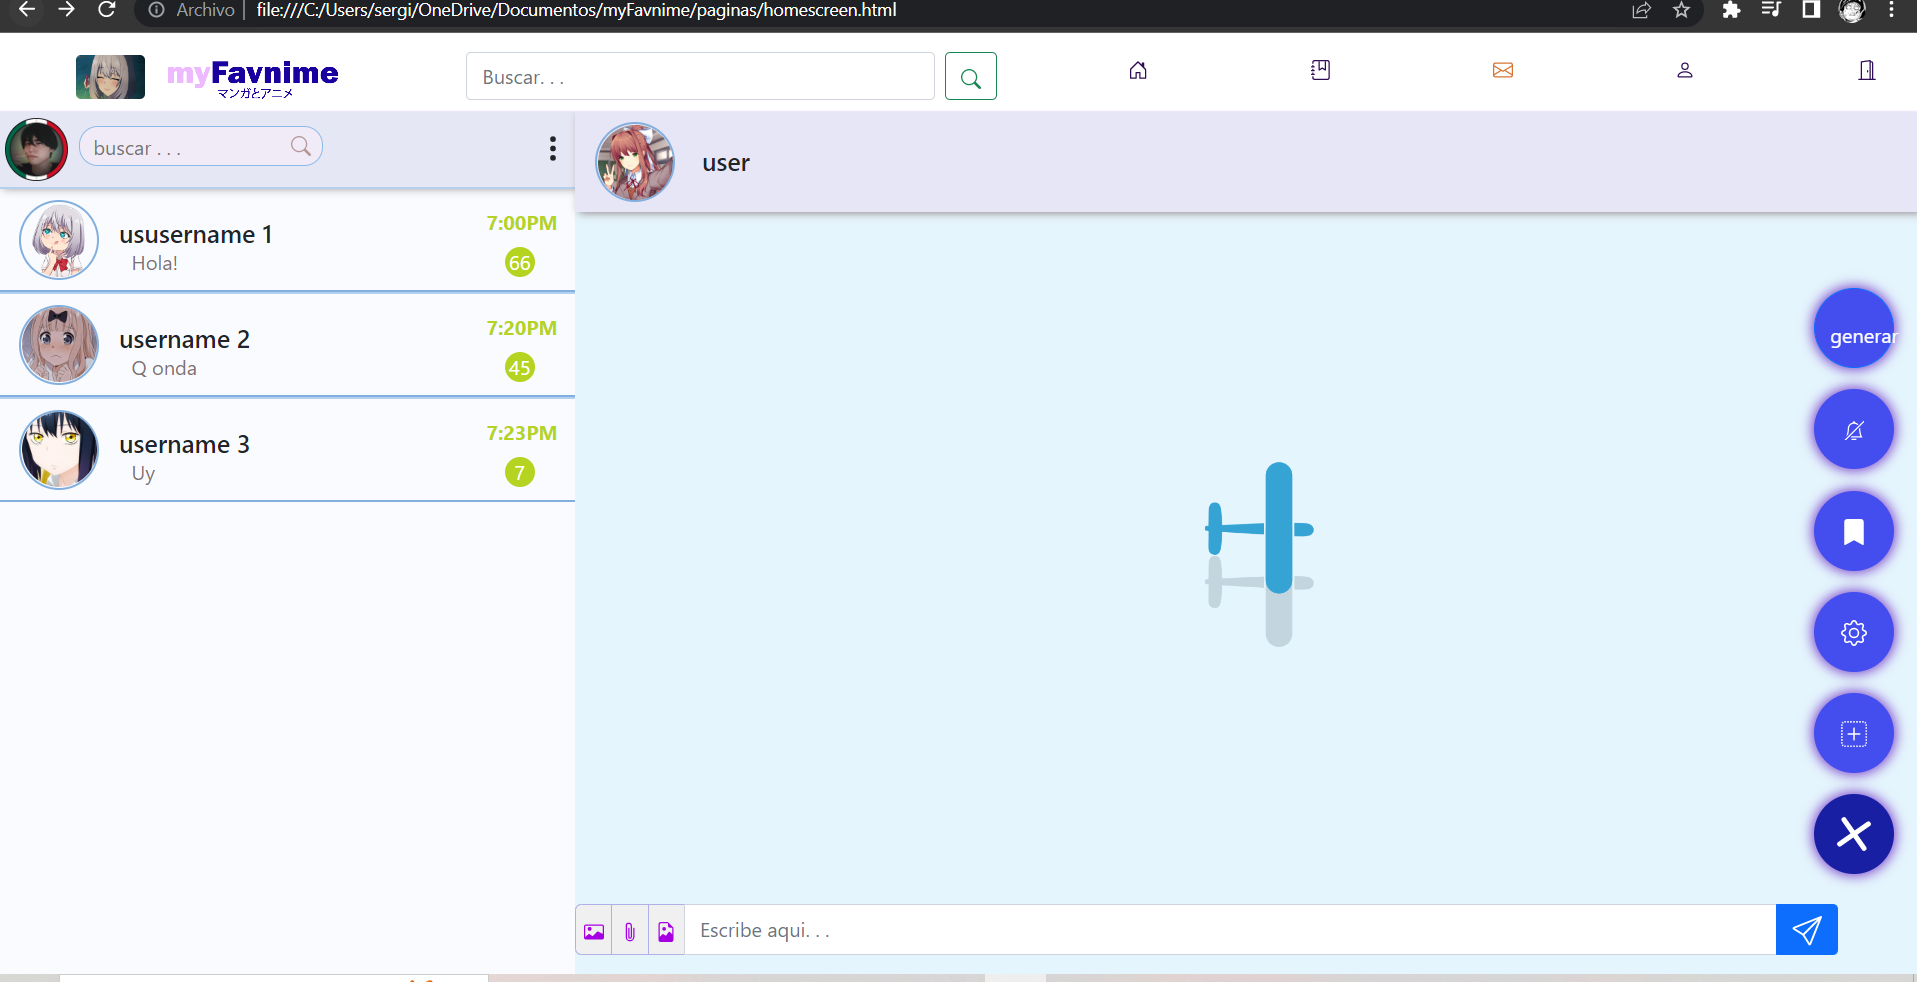 Archivo
file:///C:/Users/sergi/OneDrive/Documentos/myFavnime/paginas/homescreen.html
myFavnime
マンガとアニメ
Buscar. . .
buscar . . .
user
ususername 1
7:00PM
Hola!
66
username 2
7:20PM
Q onda
45
username 3
7:23PM
Uy
7
generar
Escribe aqui. . .